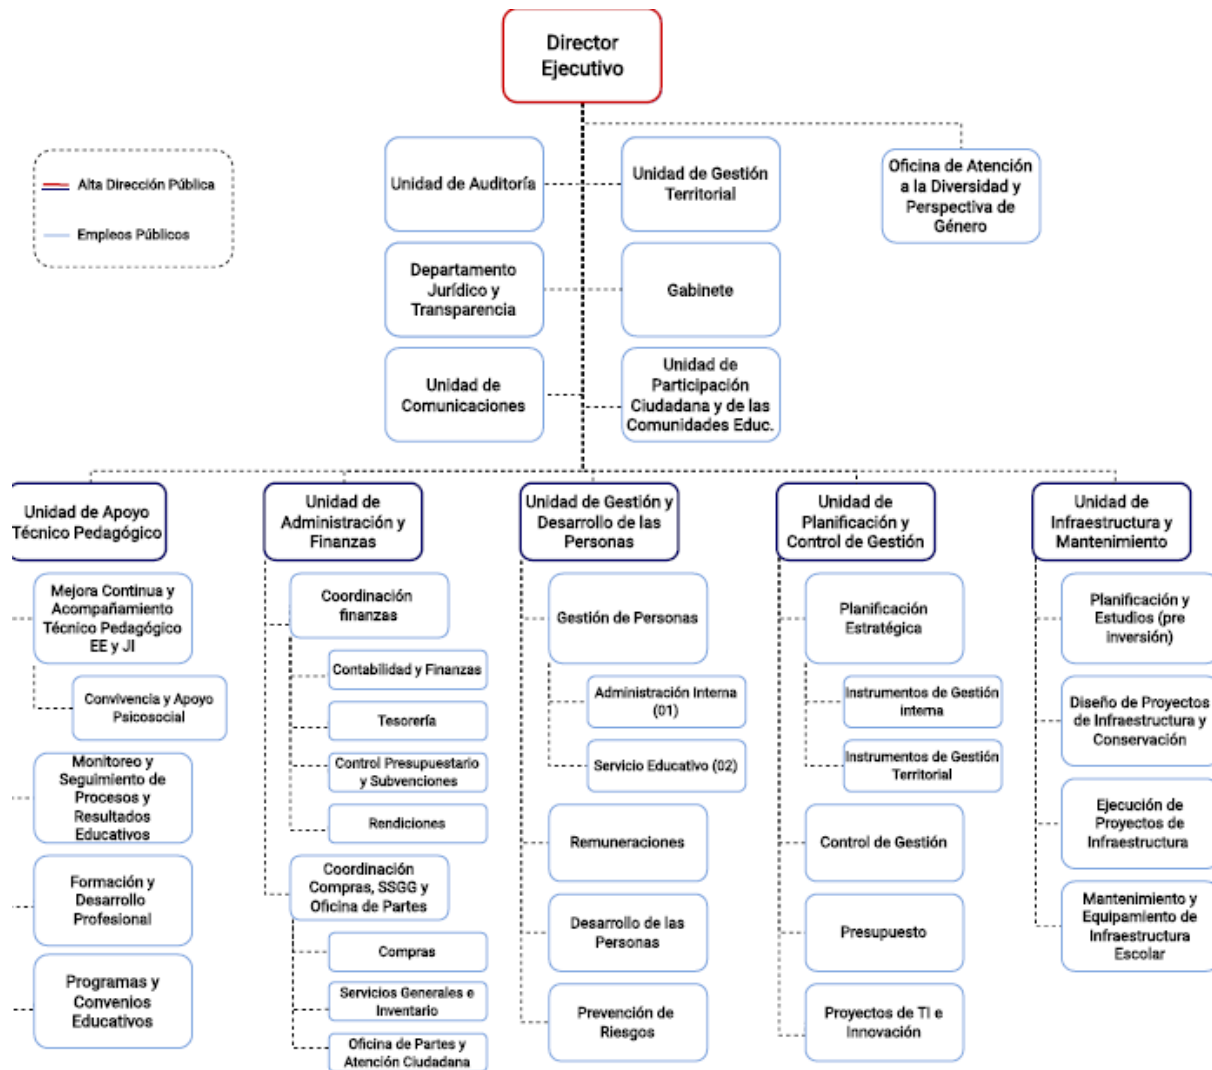 Director
Ejecutivo
Alta Dirección Pública
Empleos Públicos
Unidad de Auditoría
Unidad de Gestión
Territorial
Oficina de Atención
a la Diversidad y
Perspectiva de
Género
Departamento
Jurídico y
Transparencia
Gabinete
Unidad de
Comunicaciones
Unidad de
Participación
Ciudadana y de las
Comunidades Educ.
Unidad de Apoyo
Técnico Pedagógico
Mejora Continua y
Acompañamiento
Técnico Pedagógico
EE y JI
Convivencia y Apoyo
Psicosocial
Monitoreo y
Seguimiento de
Procesos y
Resultados
Educativos
Formación y
Desarrollo
Profesional
Programas y
Convenios
Educativos
Unidad de
Administración y
Finanzas
Coordinación
finanzas
Contabilidad y Finanzas
Tesorería
Control Presupuestario
y Subvenciones
Rendiciones
Coordinación
Compras, SSGG y
Oficina de Partes
Compras
Servicios Generales e
Inventario
Oficina de Partes y
Atención Ciudadana
Unidad de Gestión y
Desarrollo de las
Personas
Gestión de Personas
Administración Interna
(01)
Servicio Educativo (02)
Remuneraciones
Desarrollo de las
Personas
Prevención de
Riesgos
Unidad de
Planificación y
Control de Gestión
Planificación
Estratégica
Instrumentos de Gestión
interna
Instrumentos de Gestión
Territorial
Control de Gestión
Presupuesto
Proyectos de TI e
Innovación
Unidad de
Infraestructura y
Mantenimiento
Planificación y
Estudios (pre
inversión)
Diseño de Proyectos
de Infraestructura y
Conservación
Ejecución de
Proyectos de
Infraestructura
Mantenimiento y
Equipamiento de
Infraestructura
Escolar